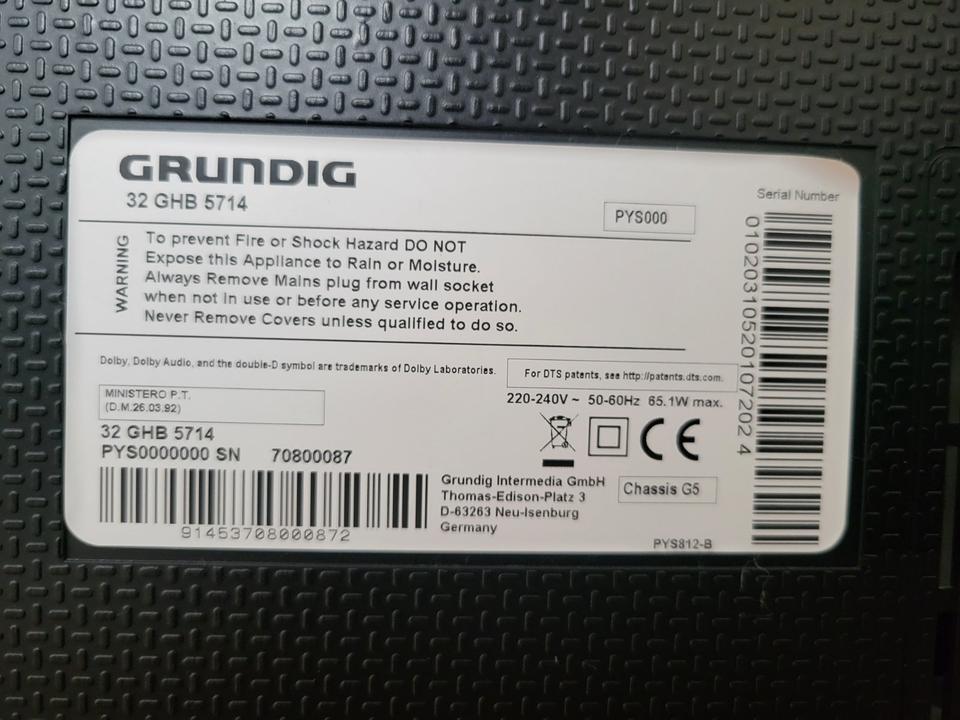 GRUNDIG
32 GHB 5714
PYS000
Serial Number
01020310520107202024
WARNING
To prevent Fire or Shock Hazard DO NOT
Expose this Appliance to Rain or Moisture.
Always Remove Mains plug from wall socket
when not in use or before any service operation.
Never Remove Covers unless qualified to do so.
Dolby, Dolby Audio, and the double-D symbol are trademarks of Dolby Laboratories.
For DTS patents, see http://patents.dts.com.
MINISTERO P.T.
(D.M.26.03.92)
220-240V ~ 50-60Hz 65.1W max.
32 GHB 5714
PYS0000000 SN 70800087
CE
91453708000872
Grundig Intermedia GmbH
Thomas-Edison-Platz 3
D-63263 Neu-Isenburg
Germany
Chassis G5
PYS812-B